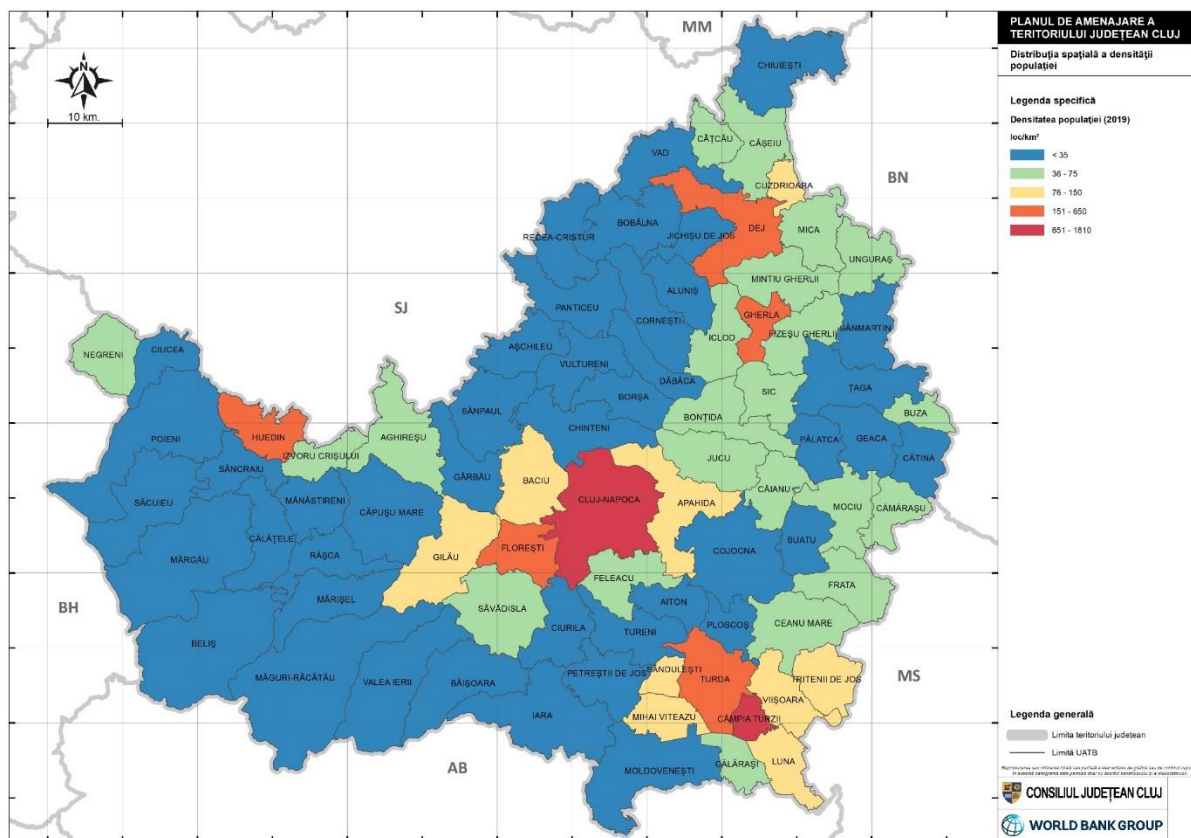 PLANUL DE AMENAJARE A
TERITORIULUI JUDEȚEAN CLUJ
Distribuția spațială a densității
populației
Legenda specifică
Densitatea populației (2019)
loc/km²
< 35
36 - 75
76 - 150
151 - 650
651 - 1810
N
10 km.
MM
CHIUIEȘTI
CÂȚCĂU
CĂȘEIU
VAD
BN
CUZDRIOARA
BOBÂLNA
RECEA-CRISTUR
JICHIȘU DE JOS
DEJ
MICA
UNGURAȘ
MINTIU GHERLII
ALUNIȘ
SJ
PANTICEU
CORNEȘTI
GHERLA
FIZEȘU GHERLII
SÂNMARTIN
ICLOD
NEGRENI
CIUCEA
AȘCHILEU
VULTURENI
DĂBÂCA
ȚAGA
SIC
BORȘA
SÂNPAUL
BONȚIDA
BUZA
CHINTENI
POIENI
HUEDIN
AGHIREȘU
PĂLATCA
GEACA
IZVORU CRIȘULUI
JUCU
CĂTINA
SÂNCRAIU
GÂRBĂU
BACIU
CĂIANU
SĂCUIEU
MĂNĂSTIRENI
CLUJ-NAPOCA
APAHIDA
MOCIU
CĂMĂRAȘU
CĂPUȘU MARE
CĂLĂȚELE
SUATU
FLOREȘTI
COJOCNA
RÂȘCA
GILĂU
MĂRGĂU
FELEACU
FRATA
BH
MĂRIȘEL
AITON
SĂVĂDISLA
CEANU MARE
PLOSCOȘ
CIURILA
TURENI
BELIȘ
PETREȘTII DE JOS
SĂNDULEȘTI
MS
MĂGURI-RĂCĂTĂU
VALEA IERII
BĂIȘOARA
TURDA
TRITENII DE JOS
VIIȘOARA
IARA
MIHAI VITEAZU
CÂMPIA TURZII
LUNA
AB
MOLDOVENEȘTI
CĂLĂRAȘI
Legenda generală
Limita teritoriului județean
Limită UATB
CONSILIUL JUDEȚEAN CLUJ
WORLD BANK GROUP